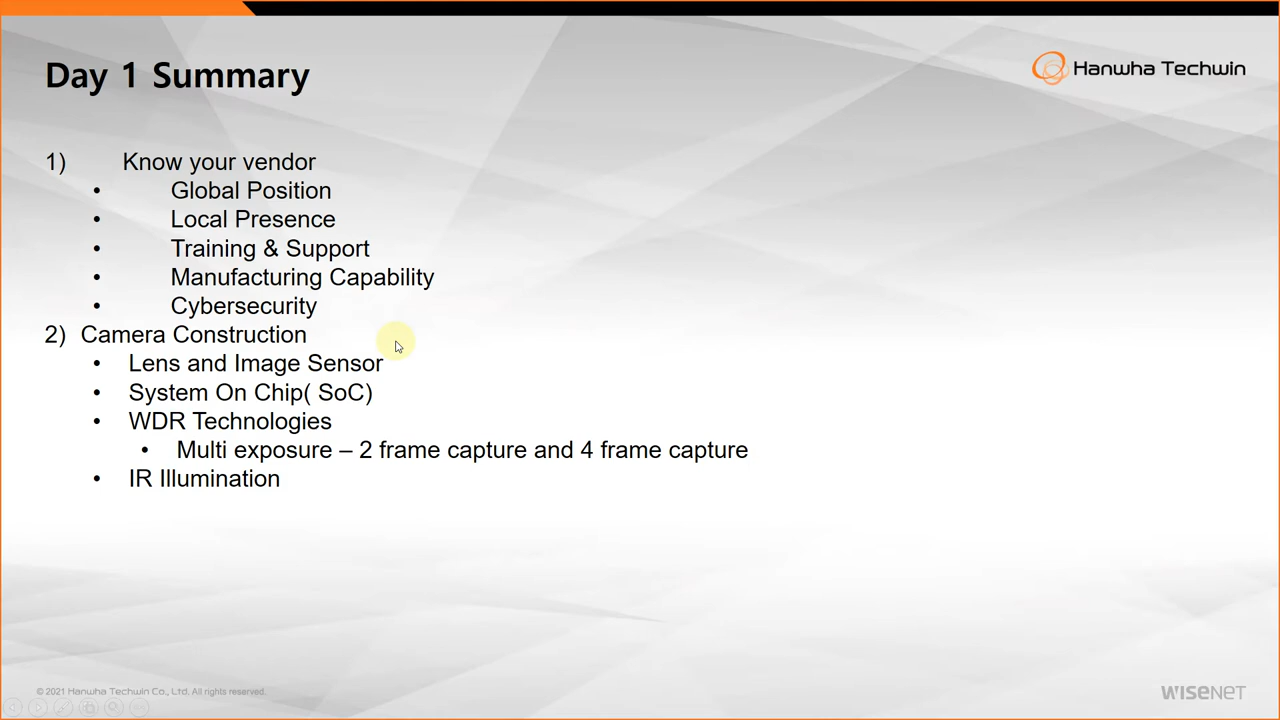 Day 1 Summary
Hanwha Techwin
1) Know your vendor
• Global Position
• Local Presence
• Training & Support
• Manufacturing Capability
• Cybersecurity
2) Camera Construction
• Lens and Image Sensor
• System On Chip( SoC)
• WDR Technologies
• Multi exposure – 2 frame capture and 4 frame capture
• IR Illumination
© 2021 Hanwha Techwin Co., Ltd. All rights reserved.
WISENET